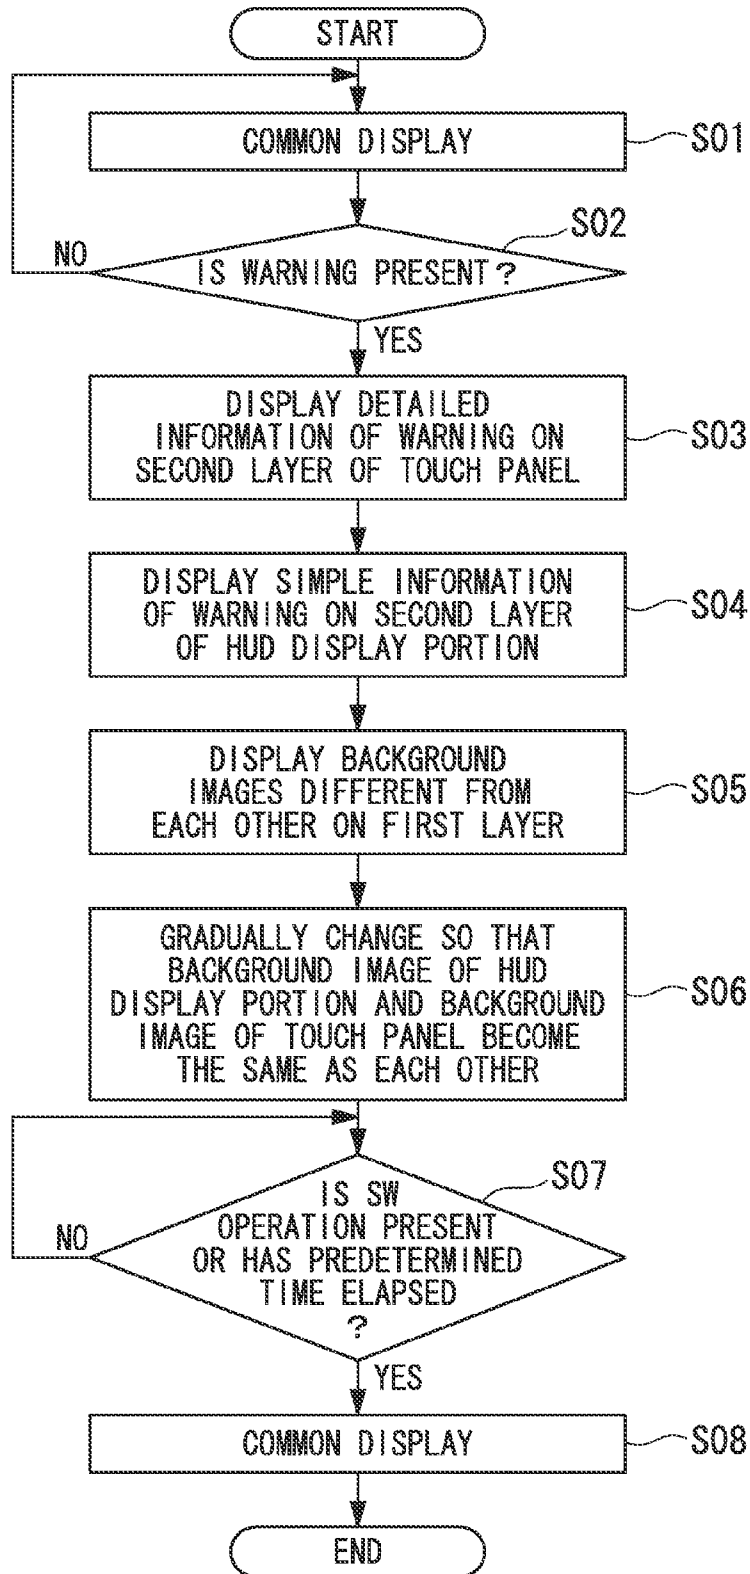 START
COMMON DISPLAY
S01
S02
NO
IS WARNING PRESENT?
YES
DISPLAY DETAILED
INFORMATION OF WARNING ON
SECOND LAYER OF TOUCH PANEL
S03
DISPLAY SIMPLE INFORMATION
OF WARNING ON SECOND LAYER
OF HUD DISPLAY PORTION
S04
DISPLAY BACKGROUND
IMAGES DIFFERENT FROM
EACH OTHER ON FIRST LAYER
S05
GRADUALLY CHANGE SO THAT
BACKGROUND IMAGE OF HUD
DISPLAY PORTION AND BACKGROUND
IMAGE OF TOUCH PANEL BECOME
THE SAME AS EACH OTHER
S06
S07
NO
IS SW
OPERATION PRESENT
OR HAS PREDETERMINED
TIME ELAPSED
?
YES
COMMON DISPLAY
S08
END